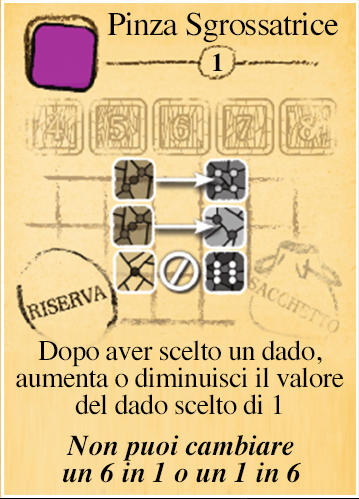 Pinza Sgrossatrice
1
4 5 6 7 8
RISERVA
SACCHETTO
Dopo aver scelto un dado,
aumenta o diminuisci il valore
del dado scelto di 1
Non puoi cambiare
un 6 in 1 o un 1 in 6